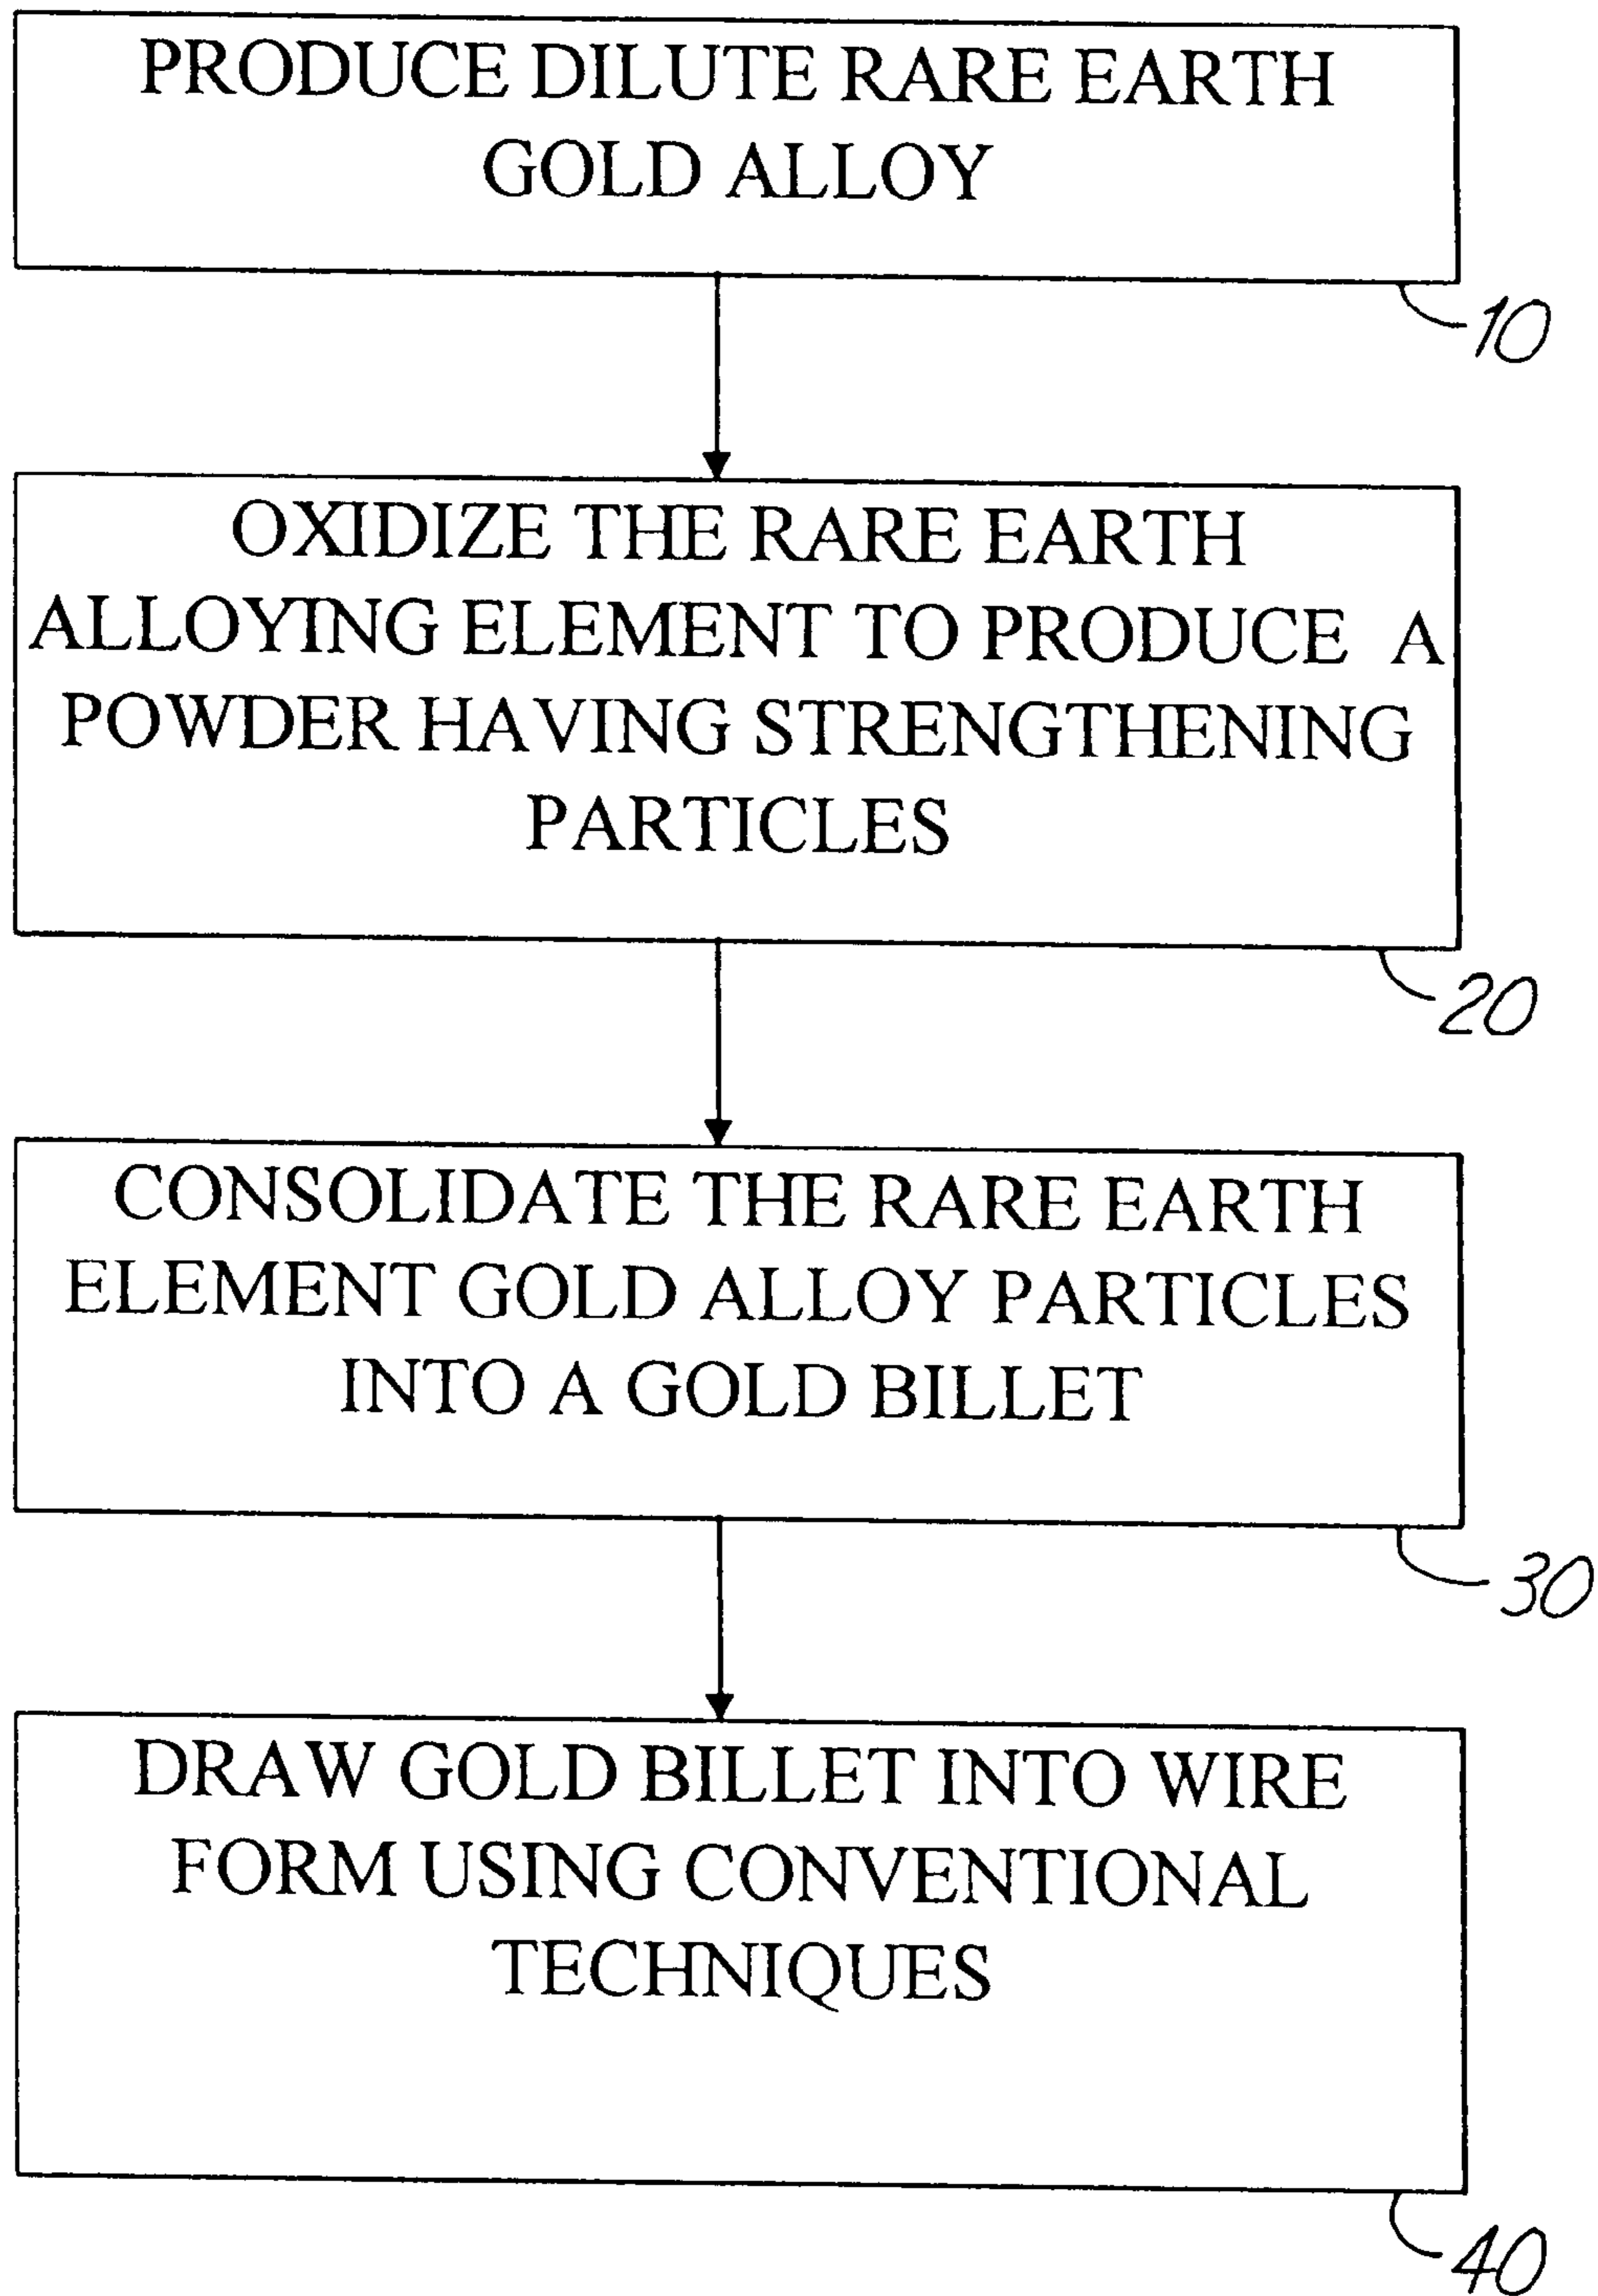 PRODUCE DILUTE RARE EARTH
GOLD ALLOY
10
OXIDIZE THE RARE EARTH
ALLOYING ELEMENT TO PRODUCE A
POWDER HAVING STRENGTHENING
PARTICLES
20
CONSOLIDATE THE RARE EARTH
ELEMENT GOLD ALLOY PARTICLES
INTO A GOLD BILLET
30
DRAW GOLD BILLET INTO WIRE
FORM USING CONVENTIONAL
TECHNIQUES
40